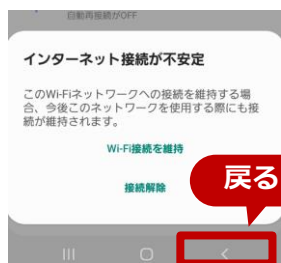 自動再接続がOFF
インターネット接続が不安定
このWi-Fiネットワークへの接続を維持する場
合、今後このネットワークを使用する際にも接
続が維持されます。
Wi-Fi接続を維持
接続解除
戻る